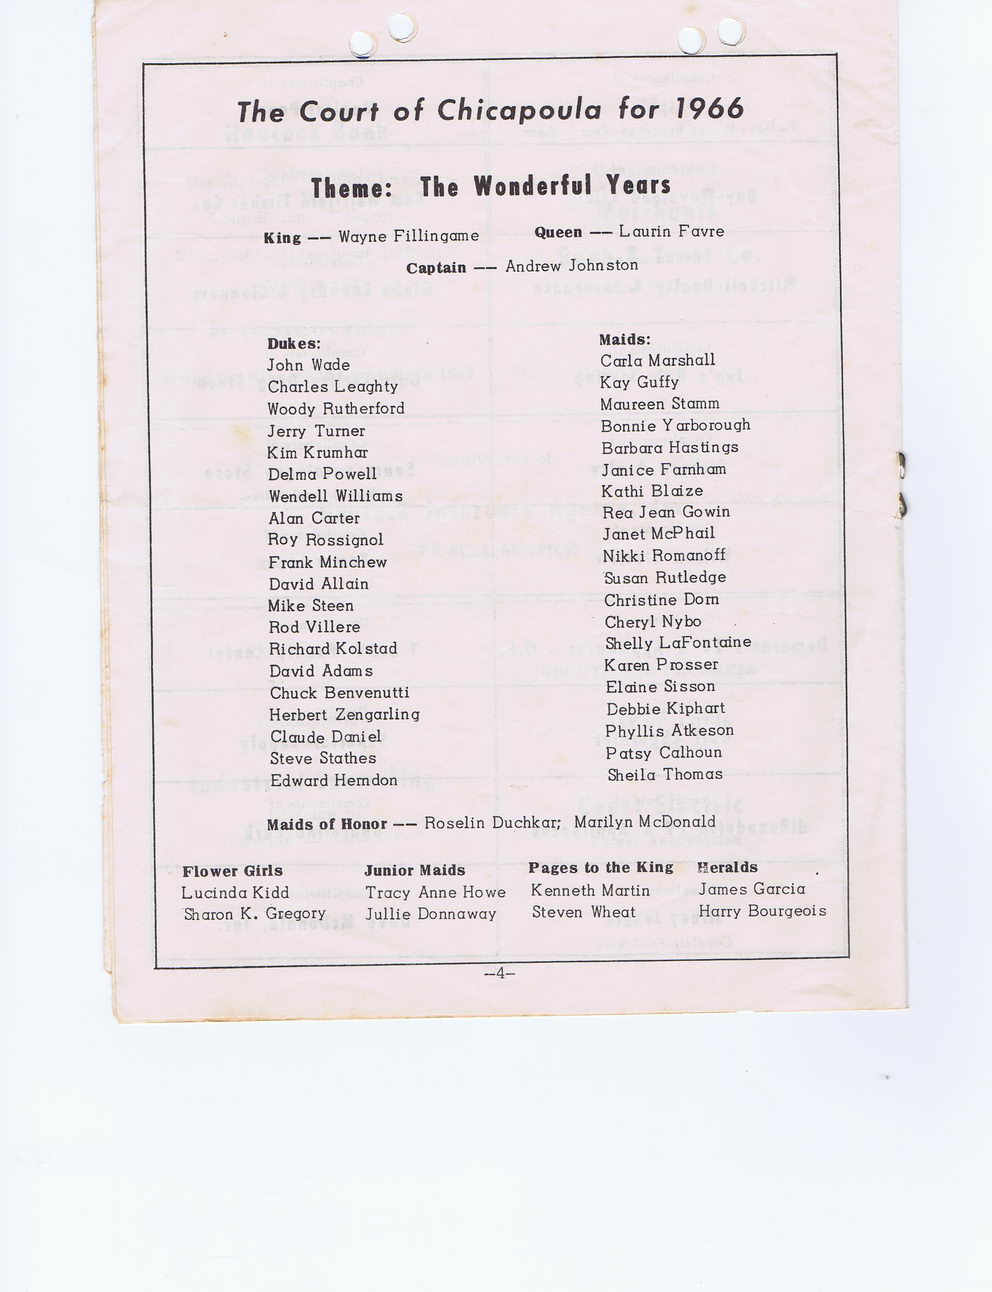 The Court of Chicapoula for 1966
Theme: The Wonderful Years
King –– Wayne Fillingame Queen –– Laurin Favre
Captain –– Andrew Johnston
Dukes:
John Wade
Charles Leaghty
Woody Rutherford
Jerry Turner
Kim Krumhar
Delma Powell
Wendell Williams
Alan Carter
Roy Rossignol
Frank Minchew
David Allain
Mike Steen
Rod Villere
Richard Kolstad
David Adams
Chuck Benvenutti
Herbert Zengarling
Claude Daniel
Steve Stathes
Edward Herndon
Maids:
Carla Marshall
Kay Guffy
Maureen Stamm
Bonnie Yarborough
Barbara Hastings
Janice Farnham
Kathi Blaize
Rea Jean Gowin
Janet McPhail
Nikki Romanoff
Susan Rutledge
Christine Dorn
Cheryl Nybo
Shelly LaFontaine
Karen Prosser
Elaine Sisson
Debbie Kiphart
Phyllis Atkeson
Patsy Calhoun
Sheila Thomas
Maids of Honor –– Roselin Duchkar; Marilyn McDonald
Flower Girls
Lucinda Kidd
Sharon K. Gregory
Junior Maids
Tracy Anne Howe
Jullie Donnaway
Pages to the King
Kenneth Martin
Steven Wheat
Heralds
James Garcia
Harry Bourgeois
–4–